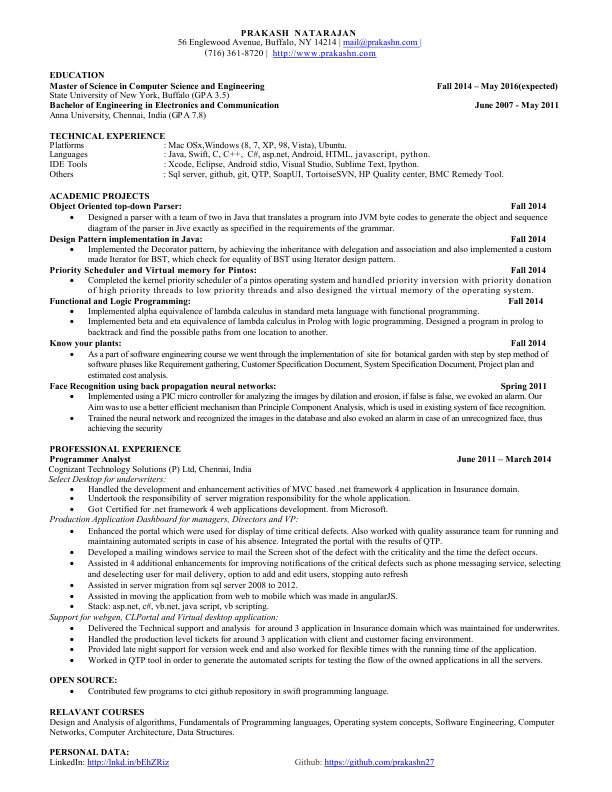 PRAKASH NATARAJAN
56 Englewood Avenue, Buffalo, NY 14214 | mail@prakashn.com |
(716) 361-8720 | http://www.prakashn.com
EDUCATION
Master of Science in Computer Science and Engineering Fall 2014 – May 2016(expected)
State University of New York, Buffalo (GPA 3.5)
Bachelor of Engineering in Electronics and Communication June 2007 - May 2011
Anna University, Chennai, India (GPA 7.8)
TECHNICAL EXPERIENCE
Platforms : Mac OSx,Windows (8, 7, XP, 98, Vista), Ubuntu.
Languages : Java, Swift, C, C++, C#, asp.net, Android, HTML, javascript, python.
IDE Tools : Xcode, Eclipse, Android stdio, Visual Studio, Sublime Text, Ipython.
Others : Sql server, github, git, QTP, SoapUI, TortoiseSVN, HP Quality center, BMC Remedy Tool.
ACADEMIC PROJECTS
Object Oriented top-down Parser: Fall 2014
• Designed a parser with a team of two in Java that translates a program into JVM byte codes to generate the object and sequence
diagram of the parser in Jive exactly as specified in the requirements of the grammar.
Design Pattern implementation in Java: Fall 2014
• Implemented the Decorator pattern, by achieving the inheritance with delegation and association and also implemented a custom
made Iterator for BST, which check for equality of BST using Iterator design pattern.
Priority Scheduler and Virtual memory for Pintos: Fall 2014
• Completed the kernel priority scheduler of a pintos operating system and handled priority inversion with priority donation
of high priority threads to low priority threads and also designed the virtual memory of the operating system.
Functional and Logic Programming: Fall 2014
• Implemented alpha equivalence of lambda calculus in standard meta language with functional programming.
• Implemented beta and eta equivalence of lambda calculus in Prolog with logic programming. Designed a program in prolog to
backtrack and find the possible paths from one location to another.
Know your plants: Fall 2014
• As a part of software engineering course we went through the implementation of site for botanical garden with step by step method of
software phases like Requirement gathering, Customer Specification Document, System Specification Document, Project plan and
estimated cost analysis.
Face Recognition using back propagation neural networks: Spring 2011
• Implemented using a PIC micro controller for analyzing the images by dilation and erosion, if false is false, we evoked an alarm. Our
Aim was to use a better efficient mechanism than Principle Component Analysis, which is used in existing system of face recognition.
• Trained the neural network and recognized the images in the database and also evoked an alarm in case of an unrecognized face, thus
achieving the security
PROFESSIONAL EXPERIENCE
Programmer Analyst June 2011 – March 2014
Cognizant Technology Solutions (P) Ltd, Chennai, India
Select Desktop for underwriters:
• Handled the development and enhancement activities of MVC based .net framework 4 application in Insurance domain.
• Undertook the responsibility of server migration responsibility for the whole application.
• Got Certified for .net framework 4 web applications development. from Microsoft.
Production Application Dashboard for managers, Directors and VP:
• Enhanced the portal which were used for display of time critical defects. Also worked with quality assurance team for running and
maintaining automated scripts in case of his absence. Integrated the portal with the results of QTP.
• Developed a mailing windows service to mail the Screen shot of the defect with the criticality and the time the defect occurs.
• Assisted in 4 additional enhancements for improving notifications of the critical defects such as phone messaging service, selecting
and deselecting user for mail delivery, option to add and edit users, stopping auto refresh
• Assisted in server migration from sql server 2008 to 2012.
• Assisted in moving the application from web to mobile which was made in angularJS.
• Stack: asp.net, c#, vb.net, java script, vb scripting.
Support for webgen, CLPortal and Virtual desktop application:
• Delivered the Technical support and analysis for around 3 application in Insurance domain which was maintained for underwrites.
• Handled the production level tickets for around 3 application with client and customer facing environment.
• Provided late night support for version week end and also worked for flexible times with the running time of the application.
• Worked in QTP tool in order to generate the automated scripts for testing the flow of the owned applications in all the servers.
OPEN SOURCE:
• Contributed few programs to ctci github repository in swift programming language.
RELAVANT COURSES
Design and Analysis of algorithms, Fundamentals of Programming languages, Operating system concepts, Software Engineering, Computer
Networks, Computer Architecture, Data Structures.
PERSONAL DATA:
LinkedIn: http://lnkd.in/bEhZRiz Github: https://github.com/prakashn27